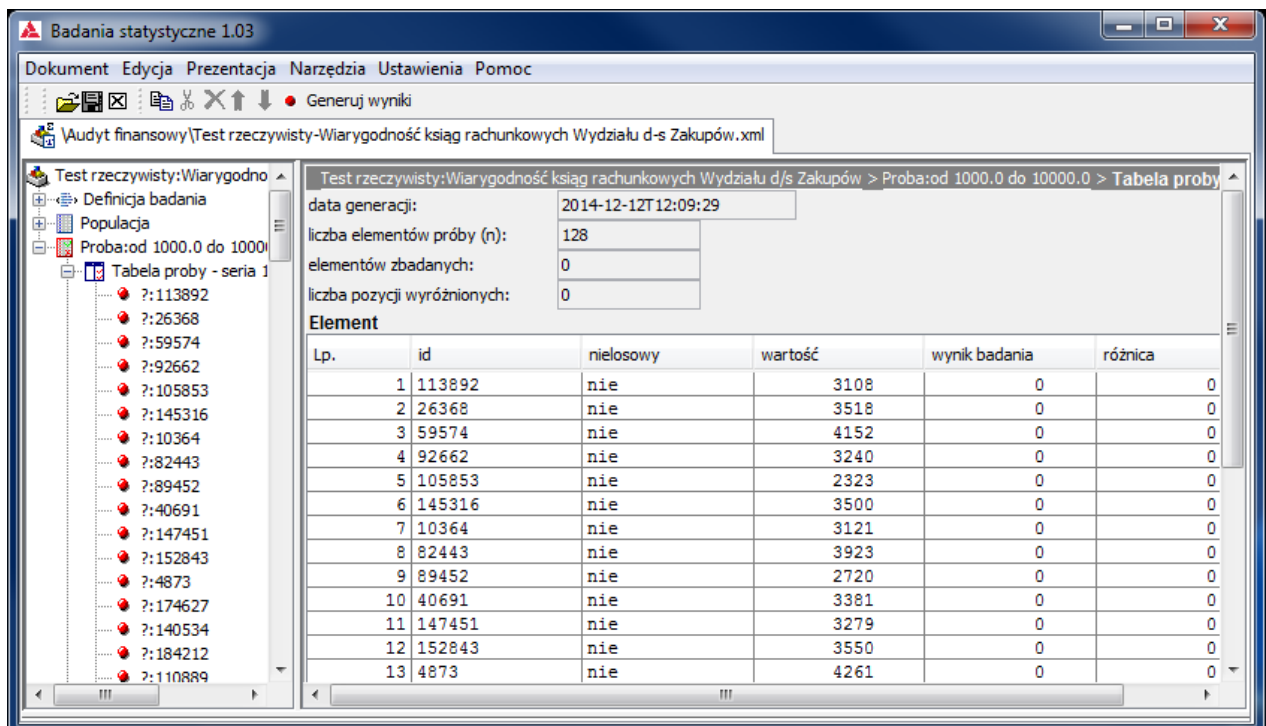 Badania statystyczne 1.03
Dokument Edycja Prezentacja Narzędzia Ustawienia Pomoc
Generuj wyniki
\Audyt finansowy\Test rzeczywisty-Wiarygodność ksiąg rachunkowych Wydziału d-s Zakupów.xml
Test rzeczywisty:Wiarygodno
Definicja badania
Populacja
Proba:od 1000.0 do 1000
Tabela proby - seria 1
?:113892
?:26368
?:59574
?:92662
?:105853
?:145316
?:10364
?:82443
?:89452
?:40691
?:147451
?:152843
?:4873
?:174627
?:140534
?:184212
?:110889
Test rzeczywisty:Wiarygodność ksiąg rachunkowych Wydziału d/s Zakupów > Proba:od 1000.0 do 10000.0 > Tabela proby
data generacji: 2014-12-12T12:09:29
liczba elementów próby (n): 128
elementów zbadanych: 0
liczba pozycji wyróżnionych: 0
Element
Lp. id nielosowy wartość wynik badania różnica
1 113892 nie 3108 0 0
2 26368 nie 3518 0 0
3 59574 nie 4152 0 0
4 92662 nie 3240 0 0
5 105853 nie 2323 0 0
6 145316 nie 3500 0 0
7 10364 nie 3121 0 0
8 82443 nie 3923 0 0
9 89452 nie 2720 0 0
10 40691 nie 3381 0 0
11 147451 nie 3279 0 0
12 152843 nie 3550 0 0
13 4873 nie 4261 0 0